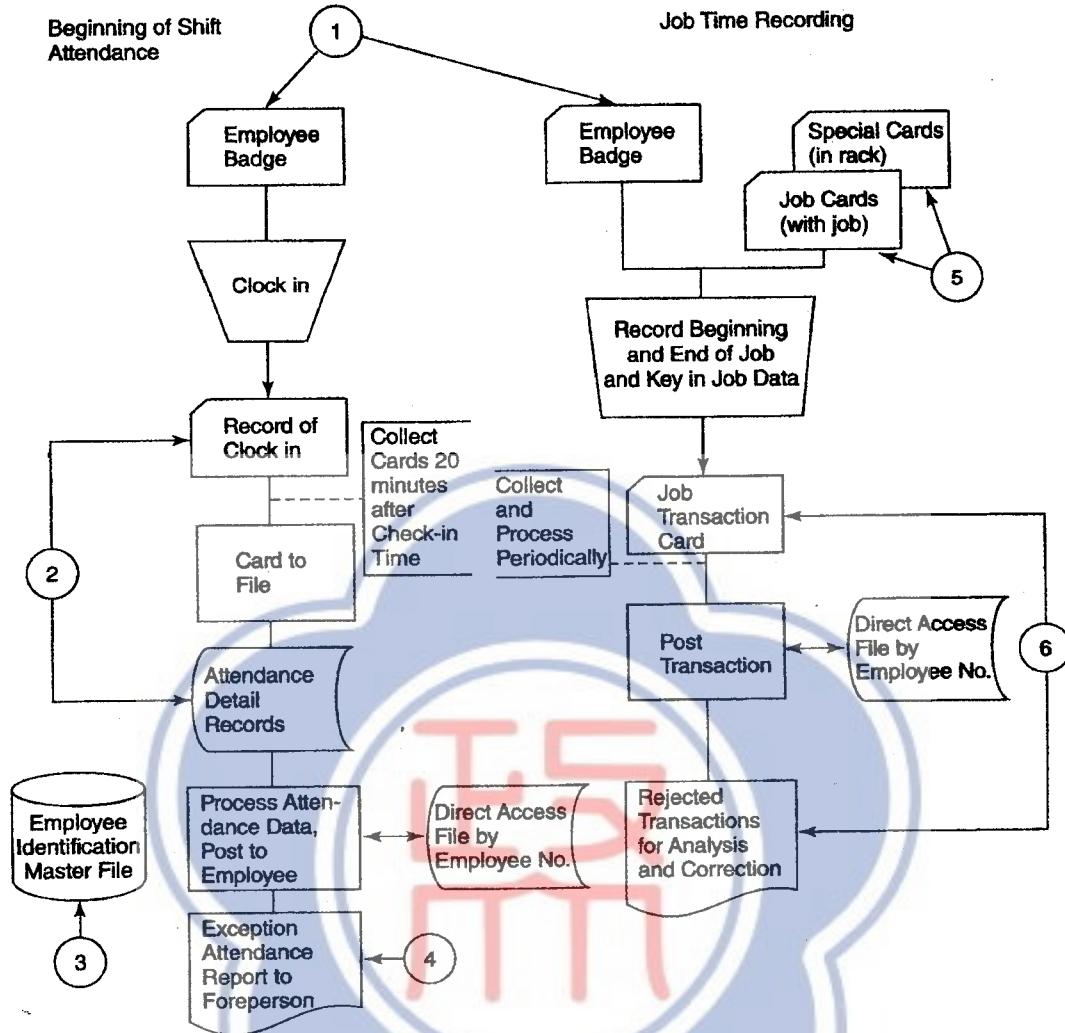 Beginning of Shift
Attendance
1
Job Time Recording
Employee
Badge
Employee
Badge
Special Cards
(in rack)
Job Cards
(with job)
5
Clock in
Record Beginning
and End of Job
and Key in Job Data
Record of
Clock in
Collect
Cards 20
minutes
after
Check-in
Time
Collect
and
Process
Periodically
Job
Transaction
Card
2
Card to
File
Post
Transaction
Direct Access
File by
Employee No.
6
Attendance
Detail
Records
Employee
Identification
Master File
Process Atten-
dance Data,
Post to
Employee
Direct Access
File by
Employee No.
Rejected
Transactions
for Analysis
and Correction
3
Exception
Attendance
Report to
Foreperson
4